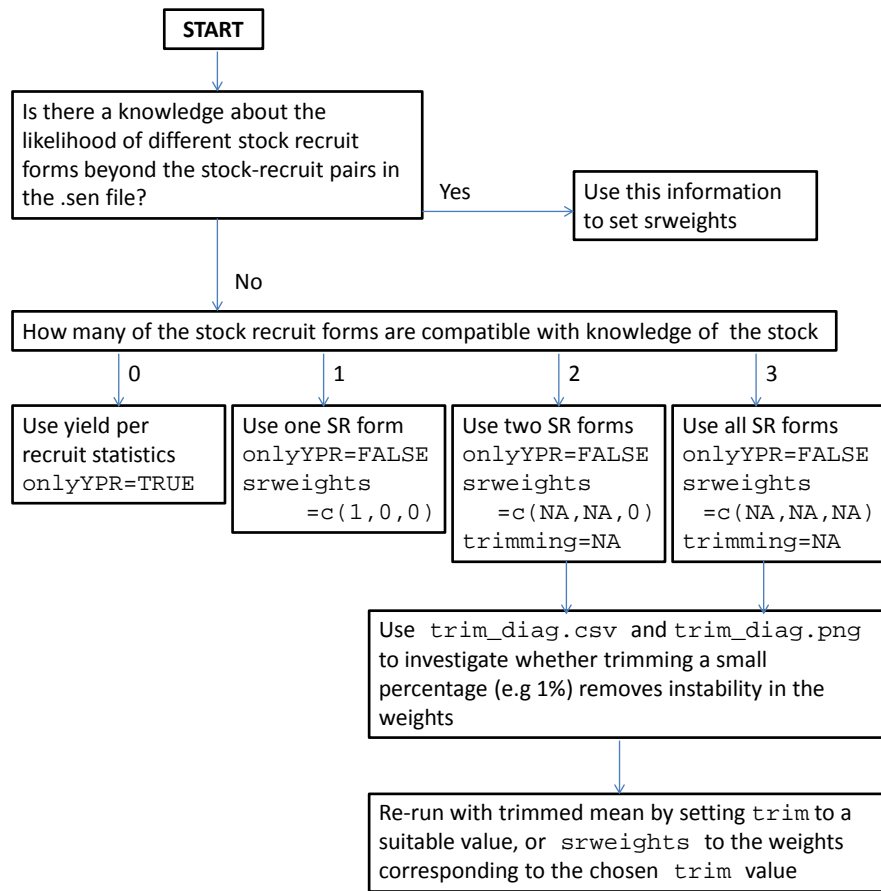 START
Is there a knowledge about the
likelihood of different stock recruit
forms beyond the stock-recruit pairs in
the .sen file?
Yes
Use this information
to set srweights
No
How many of the stock recruit forms are compatible with knowledge of  the stock
0
1
2
3
Use yield per
recruit statistics
onlyYPR=TRUE
Use one SR form
onlyYPR=FALSE
srweights
=c(1,0,0)
Use two SR forms
onlyYPR=FALSE
srweights
=c(NA,NA,0)
trimming=NA
Use all SR forms
onlyYPR=FALSE
srweights
=c(NA,NA,NA)
trimming=NA
Use trim_diag.csv and trim_diag.png
to investigate whether trimming a small
percentage (e.g 1%) removes instability in the
weights
Re-run with trimmed mean by setting trim to a
suitable value, or srweights to the weights
corresponding to the chosen trim value